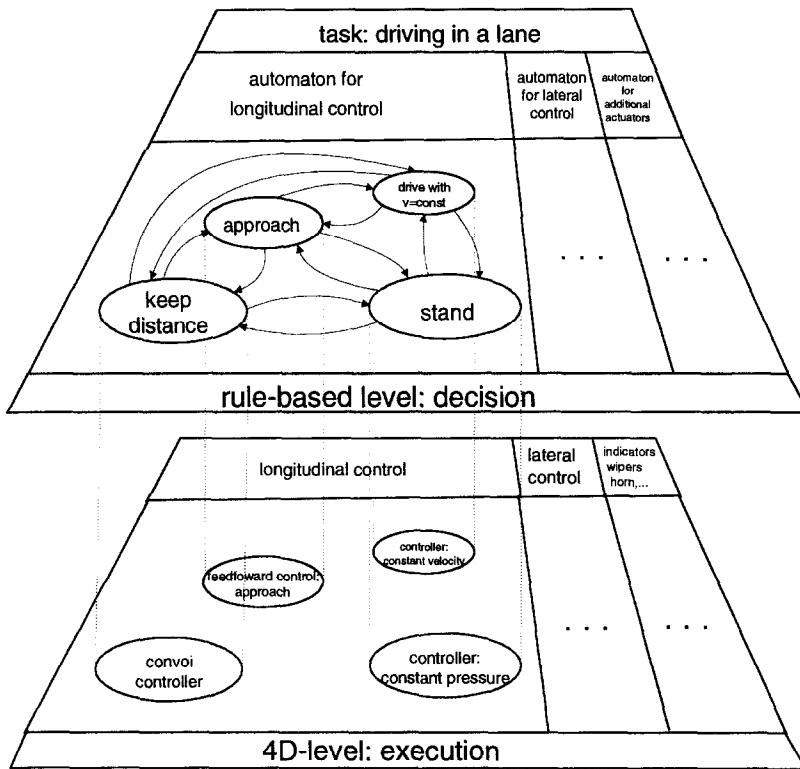 task: driving in a lane
automaton for
longitudinal control
automaton
for lateral
control
automaton
for
additional
actuators
drive with
v=const
approach
keep
distance
stand
. . .
. . .
rule-based level: decision
longitudinal control
lateral
control
indicators
wipers
horn,...
controller:
constant velocity
feedfoward control:
approach
convoi
controller
controller:
constant pressure
. . .
. . .
4D-level: execution